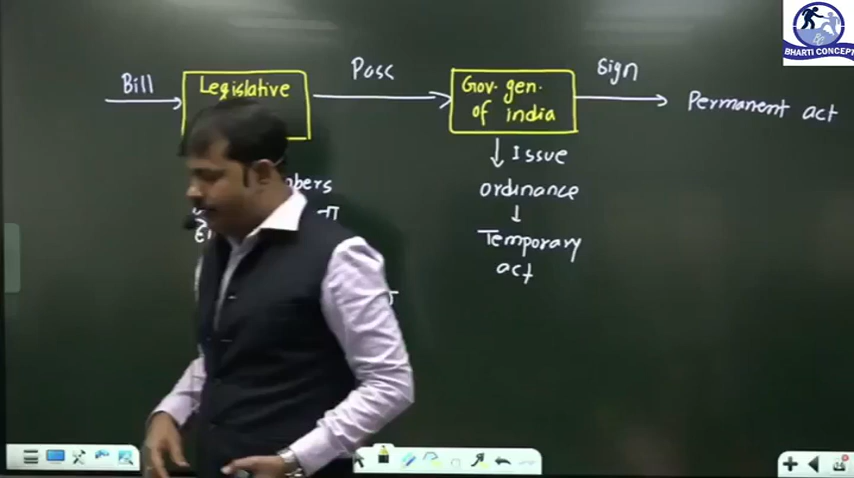 BHARTI CONCEPT
Bill
Legislative
Pass
Gov. gen.
of india
Sign
Permanent act
Issue
ordinance
Temporary
act